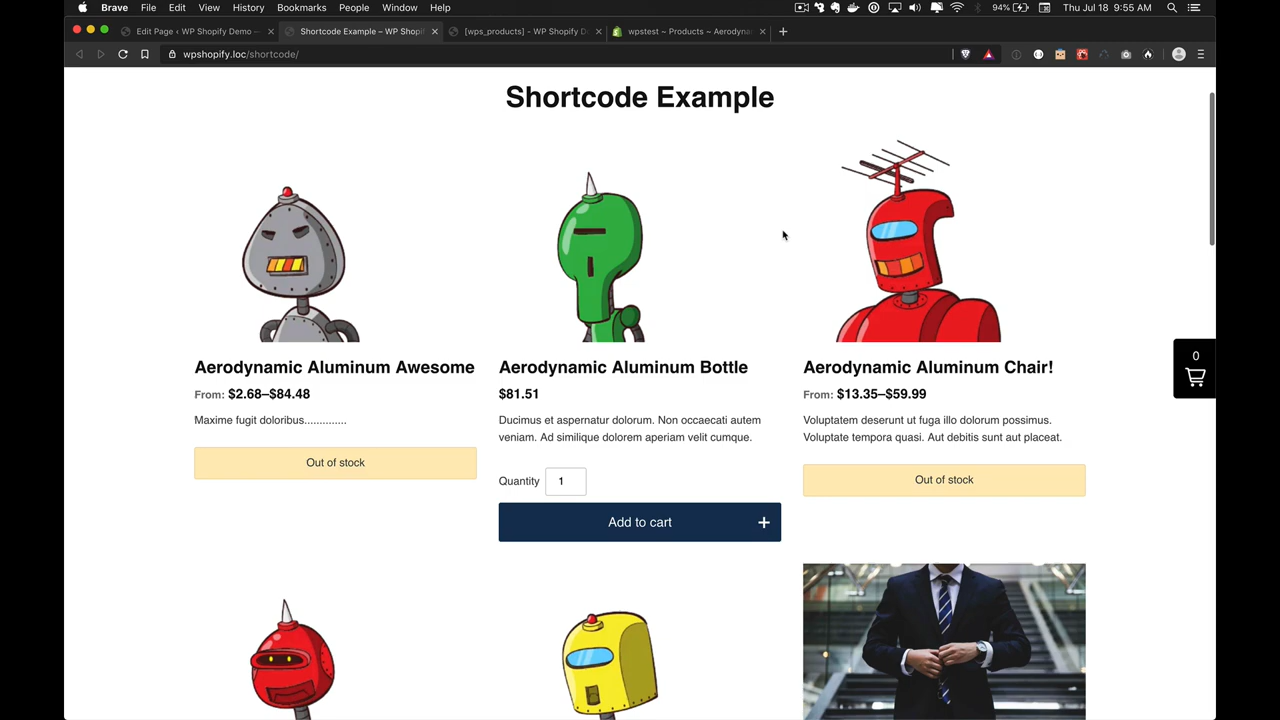 Brave File Edit View History Bookmarks People Window Help 94% Thu Jul 18 9:55 AM
Edit Page ‹ WP Shopify Demo — Shortcode Example – WP Shopif [wps_products] - WP Shopify D wpstest ~ Products ~ Aerodyna
wpshopify.loc/shortcode/
Shortcode Example
Aerodynamic Aluminum Awesome
From: $2.68–$84.48
Maxime fugit doloribus..............
Out of stock
Aerodynamic Aluminum Bottle
$81.51
Ducimus et aspernatur dolorum. Non occaecati autem
veniam. Ad similique dolorem aperiam velit cumque.
Quantity 1
Add to cart +
Aerodynamic Aluminum Chair!
From: $13.35–$59.99
Voluptatem deserunt ut fuga illo dolorum possimus.
Voluptate tempora quasi. Aut debitis sunt aut placeat.
Out of stock
0